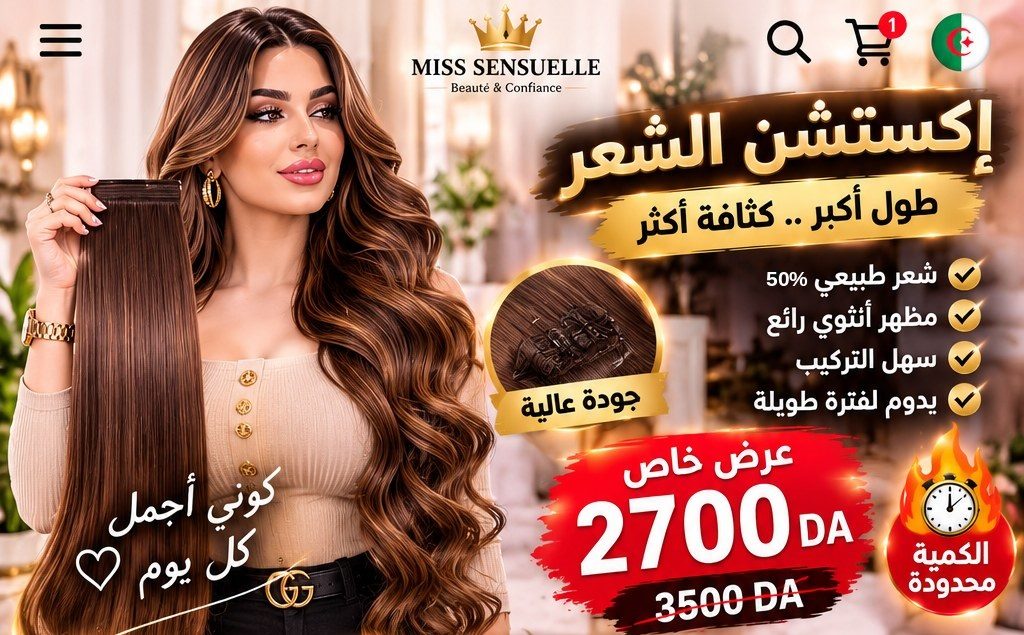 MISS SENSUELLE
Beauté & Confiance
1
إكستشن الشعر
طول أكبر .. كثافة أكثر
شعر طبيعي 50%
مظهر أنثوي رائع
سهل التركيب
يدوم لفترة طويلة
جودة عالية
عرض خاص
2700 DA
3500 DA
الكمية
محدودة
كوني أجمل
كل يوم